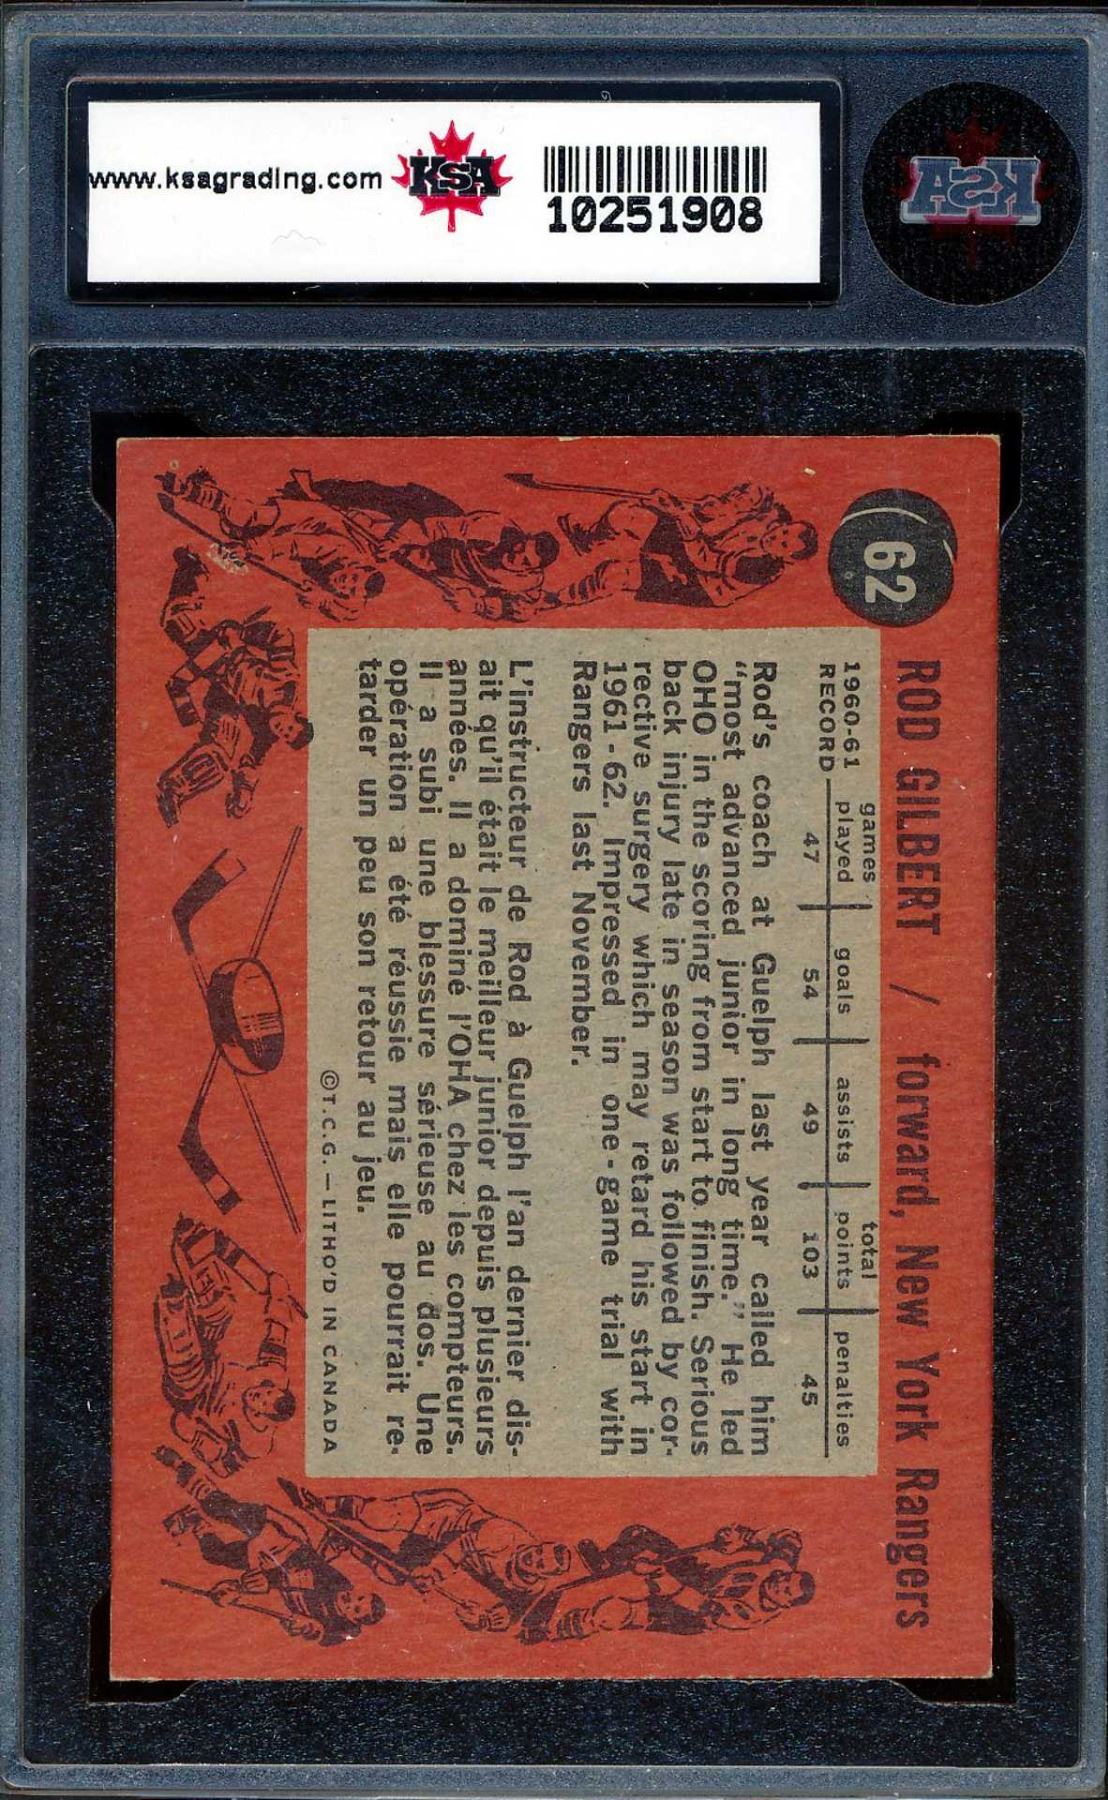 www.ksagrading.com
KSA
10251908
KSA
62
ROD GILBERT / forward, New York Rangers
1960-61 RECORD
games played goals assists total points penalties
47 54 49 103 45
Rod's coach at Guelph last year called him
"most advanced junior in long time." He led
OHO in the scoring from start to finish. Serious
back injury late in season was followed by cor-
rective surgery which may retard his start in
1961-62. Impressed in one-game trial with
Rangers last November.
L'instructeur de Rod à Guelph l'an dernier dis-
ait qu'il était le meilleur junior depuis plusieurs
années. Il a dominé l'OHA chez les compteurs.
Il a subi une blessure sérieuse au dos. Une
opération a été réussie mais elle pourrait re-
tarder un peu son retour au jeu.
©T.C.G. — LITHO'D IN CANADA